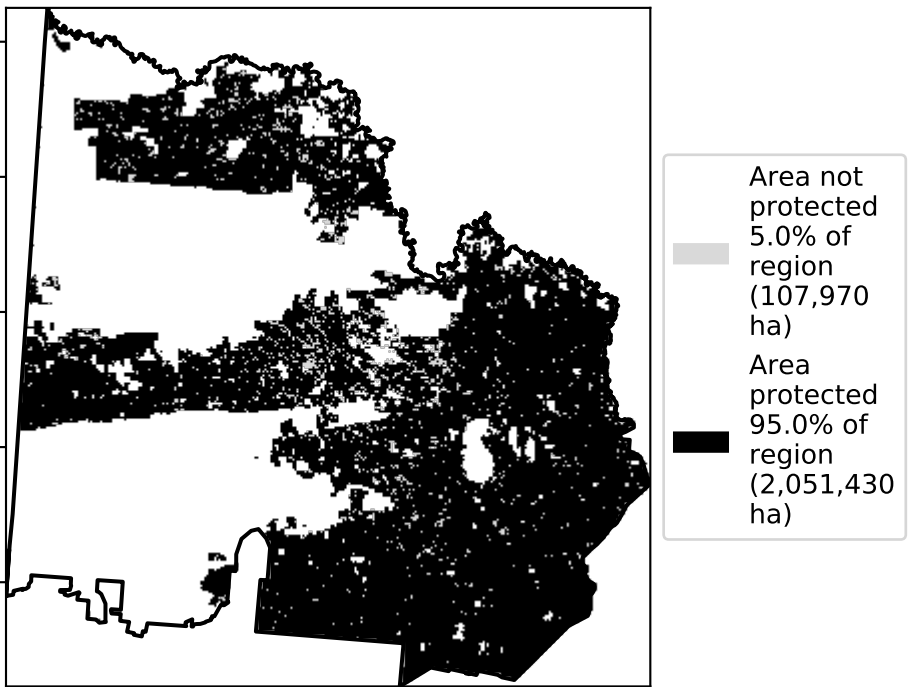 Area not
protected
5.0% of
region
(107,970
ha)
Area
protected
95.0% of
region
(2,051,430
ha)